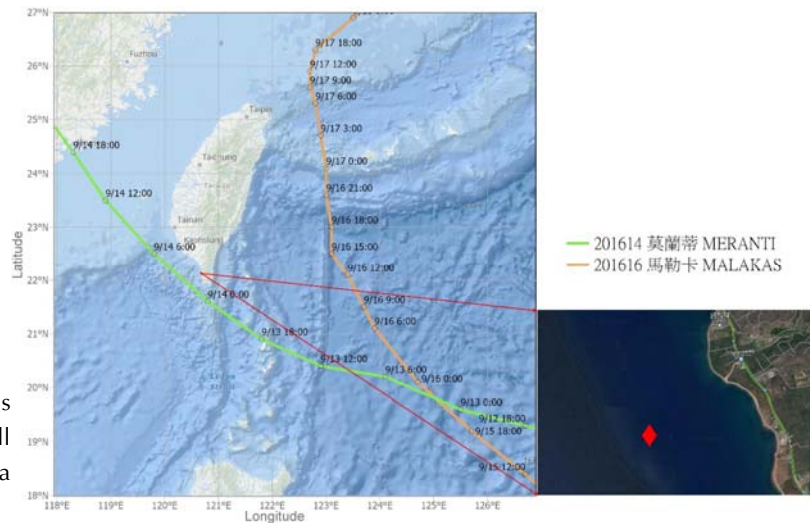 27°N
26°N
25°N
24°N
23°N
22°N
21°N
20°N
19°N
18°N
Latitude
118°E
119°E
120°E
121°E
122°E
123°E
124°E
125°E
126°E
Longitude
Fuzhou
Taipei
Taichung
Tainan
Kaohsiung
9/17 18:00
9/17 12:00
9/17 9:00
9/17 6:00
9/17 3:00
9/17 0:00
9/16 21:00
9/16 18:00
9/16 15:00
9/16 12:00
9/16 9:00
9/16 6:00
9/16 0:00
9/15 18:00
9/15 12:00
9/14 18:00
9/14 12:00
9/14 6:00
9/14 0:00
9/13 18:00
9/13 12:00
9/13 6:00
9/13 0:00
9/12 18:00
201614 莫蘭蒂 MERANTI
201616 馬勒卡 MALAKAS
s
ll
a